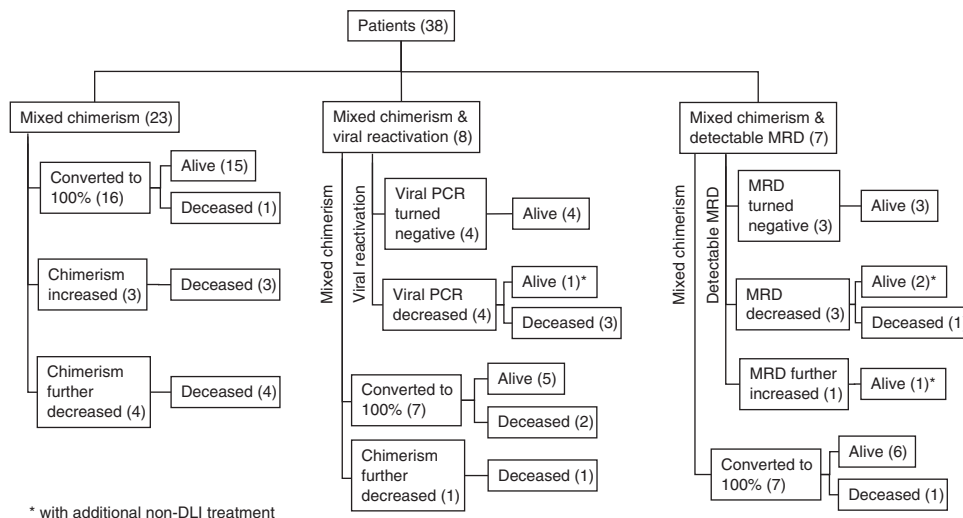 Patients (38)
Mixed chimerism (23)
Converted to
100% (16)
Alive (15)
Deceased (1)
Chimerism
increased (3)
Deceased (3)
Chimerism
further
decreased (4)
Deceased (4)
Mixed chimerism &
viral reactivation (8)
Mixed chimerism
Viral reactivation
Viral PCR
turned
negative (4)
Alive (4)
Viral PCR
decreased (4)
Alive (1)*
Deceased (3)
Converted to
100% (7)
Alive (5)
Deceased (2)
Chimerism
further
decreased (1)
Deceased (1)
Mixed chimerism &
detectable MRD (7)
Mixed chimerism
Detectable MRD
MRD
turned
negative (3)
Alive (3)
MRD
decreased (3)
Alive (2)*
Deceased (1
MRD further
increased (1)
Alive (1)*
Converted to
100% (7)
Alive (6)
Deceased (1)
* with additional non-DLI treatment